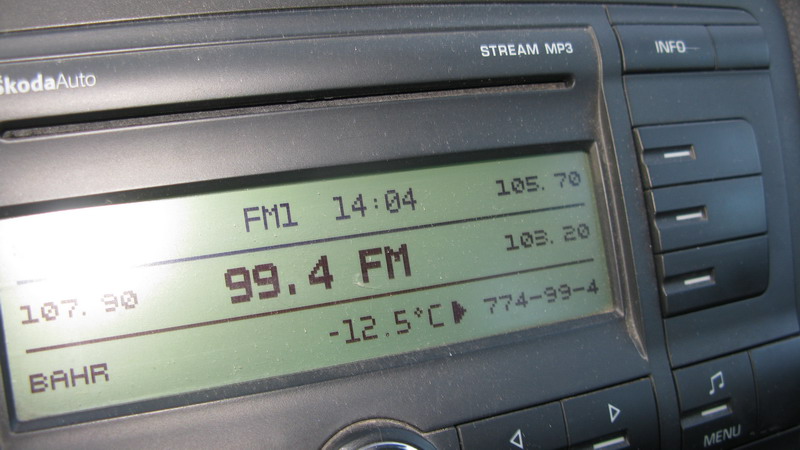 ŠkodaAuto
STREAM MP3
INFO
FM1 14:04 105.70
107.90 99.4 FM 103.20
BAHR -12.5°C 774-99-4
MENU